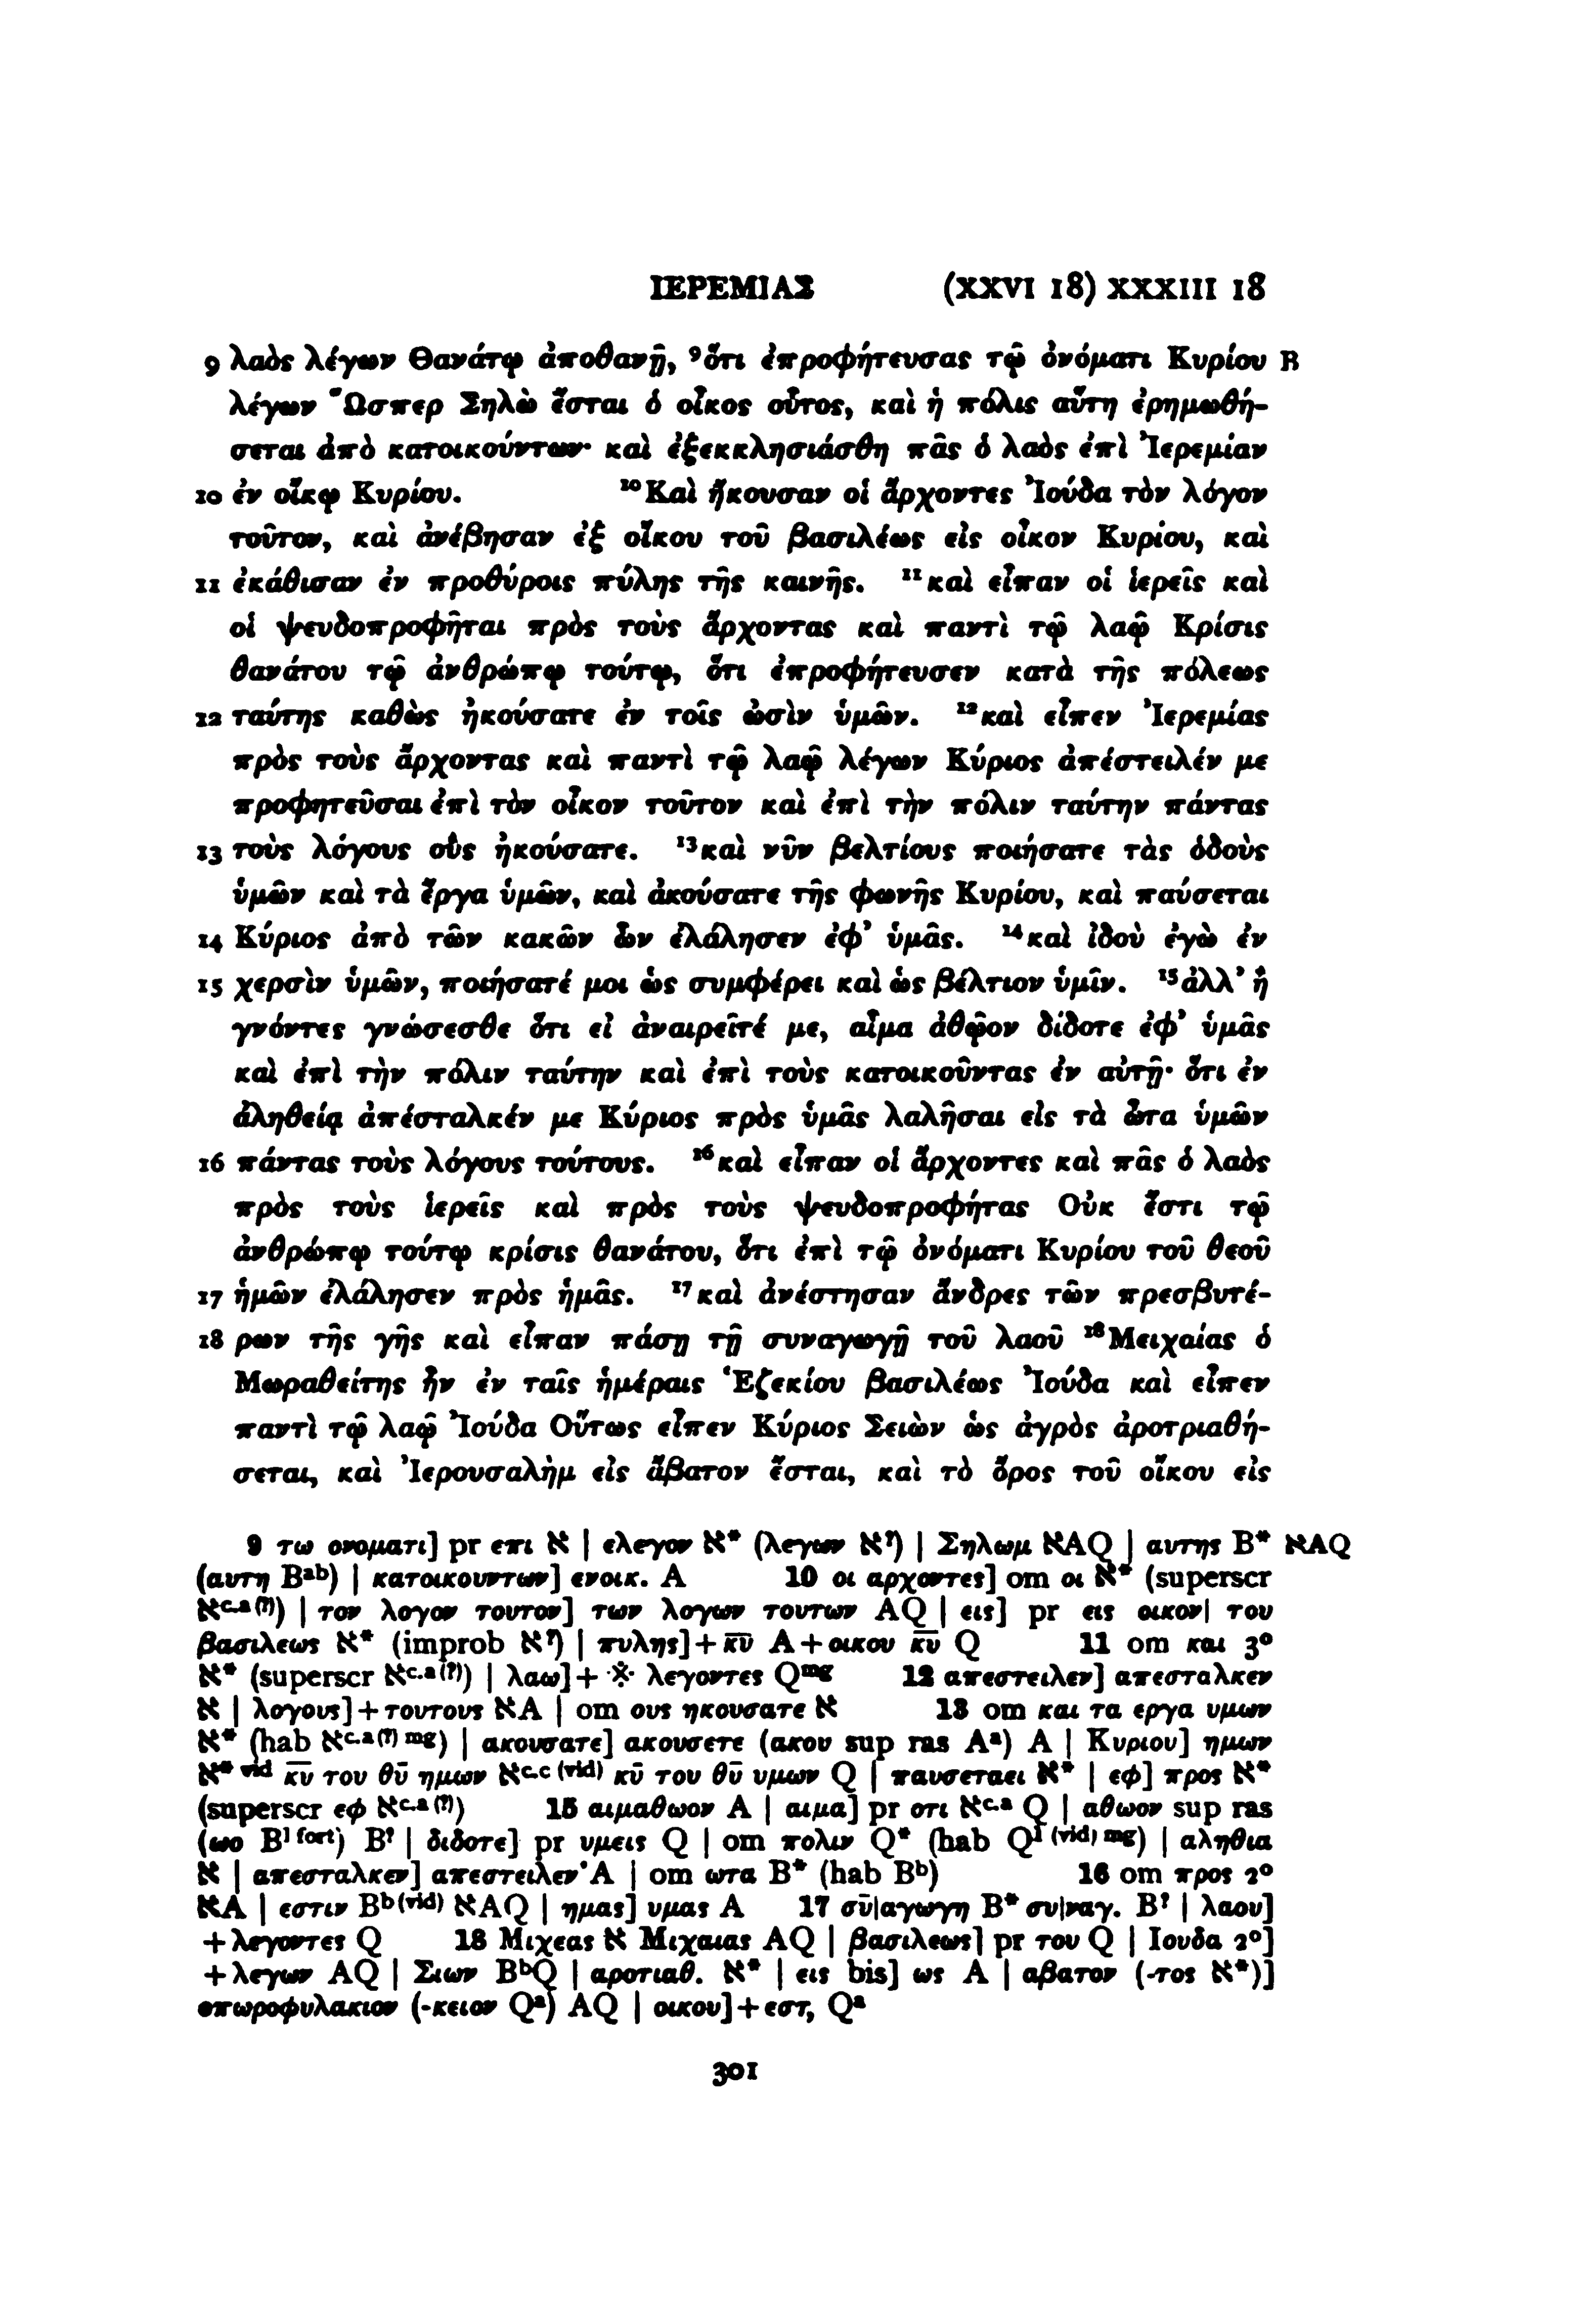 ΙΕΡΕΜΙΑΣ (XXVI 18) XXXIII 18
9 λαὸς λέγων Θανάτῳ ἀποθανῇ, ⁹ὅτι ἐπροφήτευσας τῷ ὀνόματι Κυρίου B
λέγων Ὥσπερ Σηλὼ ἔσται ὁ οἶκος οὗτος, καὶ ἡ πόλις αὕτη ἐρημωθή-
σεται ἀπὸ κατοικούντων· καὶ ἐξεκκλησιάσθη πᾶς ὁ λαὸς ἐπὶ Ἰερεμίαν
10 ἐν οἴκῳ Κυρίου. ¹⁰Καὶ ἤκουσαν οἱ ἄρχοντες Ἰούδα τὸν λόγον
τοῦτον, καὶ ἀνέβησαν ἐξ οἴκου τοῦ βασιλέως εἰς οἶκον Κυρίου, καὶ
11 ἐκάθισαν ἐν προθύροις πύλης τῆς καινῆς. ¹¹καὶ εἶπαν οἱ ἱερεῖς καὶ
οἱ ψευδοπροφῆται πρὸς τοὺς ἄρχοντας καὶ παντὶ τῷ λαῷ Κρίσις
θανάτου τῷ ἀνθρώπῳ τούτῳ, ὅτι ἐπροφήτευσεν κατὰ τῆς πόλεως
12 ταύτης καθὼς ἠκούσατε ἐν τοῖς ὠσὶν ὑμῶν. ¹²καὶ εἶπεν Ἰερεμίας
πρὸς τοὺς ἄρχοντας καὶ παντὶ τῷ λαῷ λέγων Κύριος ἀπέστειλέν με
προφητεῦσαι ἐπὶ τὸν οἶκον τοῦτον καὶ ἐπὶ τὴν πόλιν ταύτην πάντας
13 τοὺς λόγους οὓς ἠκούσατε. ¹³καὶ νῦν βελτίους ποιήσατε τὰς ὁδοὺς
ὑμῶν καὶ τὰ ἔργα ὑμῶν, καὶ ἀκούσατε τῆς φωνῆς Κυρίου, καὶ παύσεται
14 Κύριος ἀπὸ τῶν κακῶν ὧν ἐλάλησεν ἐφ’ ὑμᾶς. ¹⁴καὶ ἰδοὺ ἐγὼ ἐν
15 χερσὶν ὑμῶν, ποιήσατέ μοι ὡς συμφέρει καὶ ὡς βέλτιον ὑμῖν. ¹⁵ἀλλ’ ἢ
γνόντες γνώσεσθε ὅτι εἰ ἀναιρεῖτέ με, αἷμα ἀθῷον δίδοτε ἐφ’ ὑμᾶς
καὶ ἐπὶ τὴν πόλιν ταύτην καὶ ἐπὶ τοὺς κατοικοῦντας ἐν αὐτῇ· ὅτι ἐν
ἀληθείᾳ ἀπέσταλκέν με Κύριος πρὸς ὑμᾶς λαλῆσαι εἰς τὰ ὦτα ὑμῶν
16 πάντας τοὺς λόγους τούτους. ¹⁶καὶ εἶπαν οἱ ἄρχοντες καὶ πᾶς ὁ λαὸς
πρὸς τοὺς ἱερεῖς καὶ πρὸς τοὺς ψευδοπροφήτας Οὐκ ἔστι τῷ
ἀνθρώπῳ τούτῳ κρίσις θανάτου, ὅτι ἐπὶ τῷ ὀνόματι Κυρίου τοῦ θεοῦ
17 ἡμῶν ἐλάλησεν πρὸς ἡμᾶς. ¹⁷καὶ ἀνέστησαν ἄνδρες τῶν πρεσβυτέ-
18 ρων τῆς γῆς καὶ εἶπαν πάσῃ τῇ συναγωγῇ τοῦ λαοῦ ¹⁸Μειχαίας ὁ
Μωραθείτης ἦν ἐν ταῖς ἡμέραις Ἑζεκίου βασιλέως Ἰούδα καὶ εἶπεν
παντὶ τῷ λαῷ Ἰούδα Οὕτως εἶπεν Κύριος Σειὼν ὡς ἀγρὸς ἀροτριαθή-
σεται, καὶ Ἰερουσαλὴμ εἰς ἄβατον ἔσται, καὶ τὸ ὄρος τοῦ οἴκου εἰς
9 τω ονοματι] pr επι א | ελεγον א* (λεγων א?) | Σηλωμ אAQ | αυτης B* אAQ
(αυτη Bᵃᵇ) | κατοικουντων] ενοικ. A 10 οι αρχοντες] om οι א* (superscr
אᶜ·ᵃ⁽?⁾) | τον λογον τουτον] των λογων τουτων AQ | εις] pr εις οικον| του
βασιλεως א* (improb א?) | πυλης]+κ̅υ̅ A+οικου κ̅υ̅ Q 11 om και 3°
א* (superscr אᶜ·ᵃ⁽?⁾) | λαω]+ ※ λεγοντες Qᵐᵍ 12 απεστειλεν] απεσταλκεν
א | λογους]+τουτους אA | om ους ηκουσατε א 13 om και τα εργα υμων
א* (hab אᶜ·ᵃ⁽?⁾ ᵐᵍ) | ακουσατε] ακουσετε (ακου sup ras Aᵃ) A | Κυριου] ημων
א* ᵛⁱᵈ κ̅υ̅ του θ̅υ̅ ημων אᶜ·ᶜ ⁽ᵛⁱᵈ⁾ κ̅υ̅ του θ̅υ̅ υμων Q | παυσεταει א* | εφ] προς א*
(superscr εφ אᶜ·ᵃ⁽?⁾) 15 αιμαθωον A | αιμα] pr οτι אᶜ·ᵃ Q | αθωον sup ras
(ωο B¹ ᶠᵒʳᵗ) B? | διδοτε] pr υμεις Q | om πολιν Q* (hab Q¹ ⁽ᵛⁱᵈ⁾ ᵐᵍ) | αληθια
א | απεσταλκεν] απεστειλεν A | om ωτα B* (hab Bᵇ) 16 om προς 2°
אA | εστιν Bᵇ⁽ᵛⁱᵈ⁾ אAQ | ημας] υμας A 17 συ̅|αγωγη B* συ|ναγ. B? | λαου]
+λεγοντες Q 18 Μιχεας א Μιχαιας AQ | βασιλεως] pr του Q | Ιουδα 2°]
+λεγων AQ | Σιων BᵇQ | αροτιαθ. א* | εις bis] ως A | αβατον (-τος א*)]
οπωροφυλακιον (-κειον Qᵃ) AQ | οικου]+εστ, Qᵃ
301